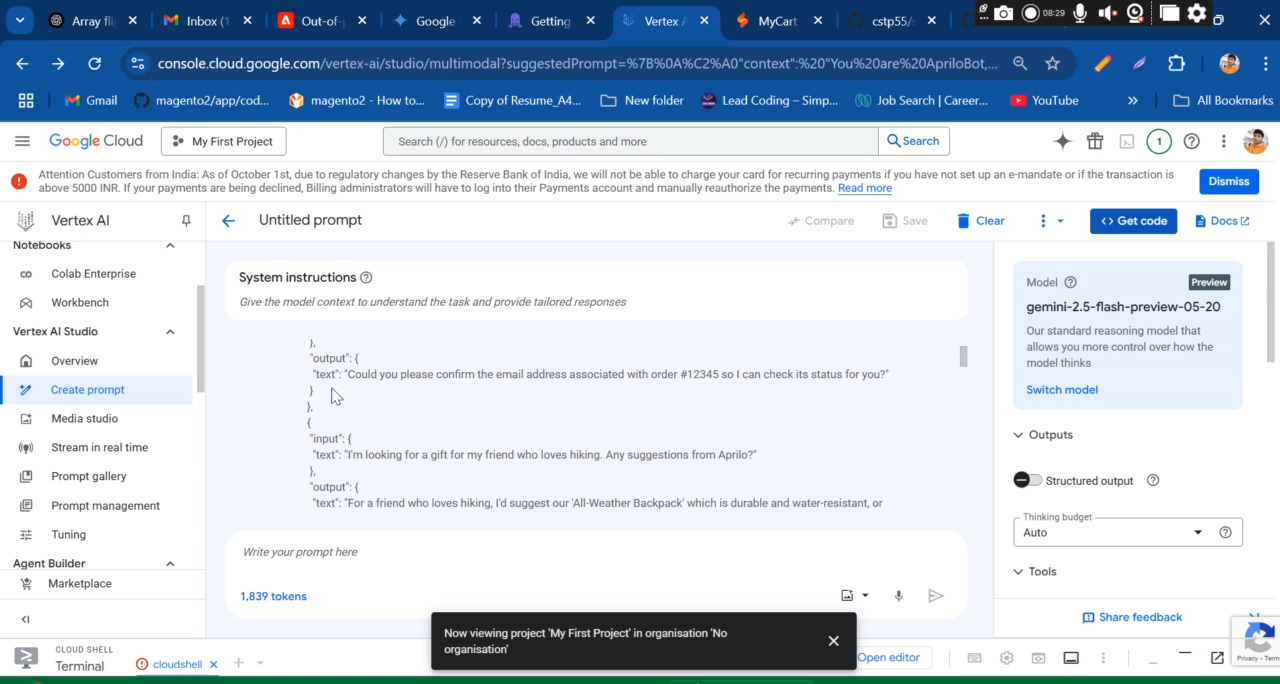 Array fli
Inbox (1
Out-of-
Google
Getting
Vertex A
MyCart
cstp55/
08:29
console.cloud.google.com/vertex-ai/studio/multimodal?suggestedPrompt=%7B%0A%C2%A0"context":%20"You%20are%20ApriloBot,...
Gmail
magento2/app/cod...
magento2 - How to...
Copy of Resume_A4...
New folder
Lead Coding – Simp...
Job Search | Career...
YouTube
»
All Bookmarks
Google Cloud
My First Project
Search (/) for resources, docs, products and more
Search
1
Attention Customers from India: As of October 1st, due to regulatory changes by the Reserve Bank of India, we will not be able to charge your card for recurring payments if you have not set up an e-mandate or if the transaction is
above 5000 INR. If your payments are being declined, Billing administrators will have to log into their Payments account and manually reauthorize the payments. Read more
Dismiss
Vertex AI
Untitled prompt
Compare
Save
Clear
<> Get code
Docs
Notebooks
Colab Enterprise
Workbench
Vertex AI Studio
Overview
Create prompt
Media studio
Stream in real time
Prompt gallery
Prompt management
Tuning
Agent Builder
Marketplace
System instructions
Give the model context to understand the task and provide tailored responses
},
"output": {
"text": "Could you please confirm the email address associated with order #12345 so I can check its status for you?"
}
},
{
"input": {
"text": "I'm looking for a gift for my friend who loves hiking. Any suggestions from Aprilo?"
},
"output": {
"text": "For a friend who loves hiking, I'd suggest our 'All-Weather Backpack' which is durable and water-resistant, or
Write your prompt here
1,839 tokens
Model
Preview
gemini-2.5-flash-preview-05-20
Our standard reasoning model that
allows you more control over how the
model thinks
Switch model
Outputs
Structured output
Thinking budget
Auto
Tools
Share feedback
Now viewing project 'My First Project' in organisation 'No
organisation'
CLOUD SHELL
Terminal
cloudshell
Open editor
Privacy - Term